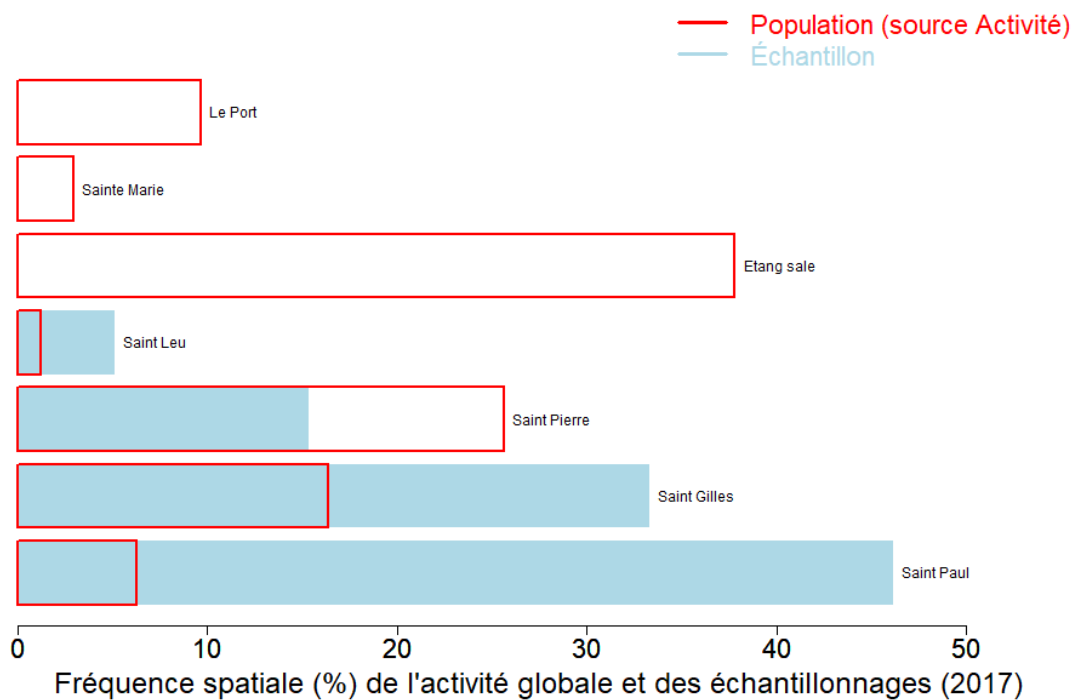 Population (source Activité)
Échantillon
Le Port
Sainte Marie
Etang sale
Saint Leu
Saint Pierre
Saint Gilles
Saint Paul
0 10 20 30 40 50
Fréquence spatiale (%) de l'activité globale et des échantillonnages (2017)